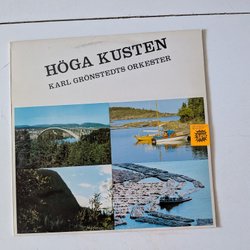 HÖGA KUSTEN
KARL GRÖNSTEDTS ORKESTER